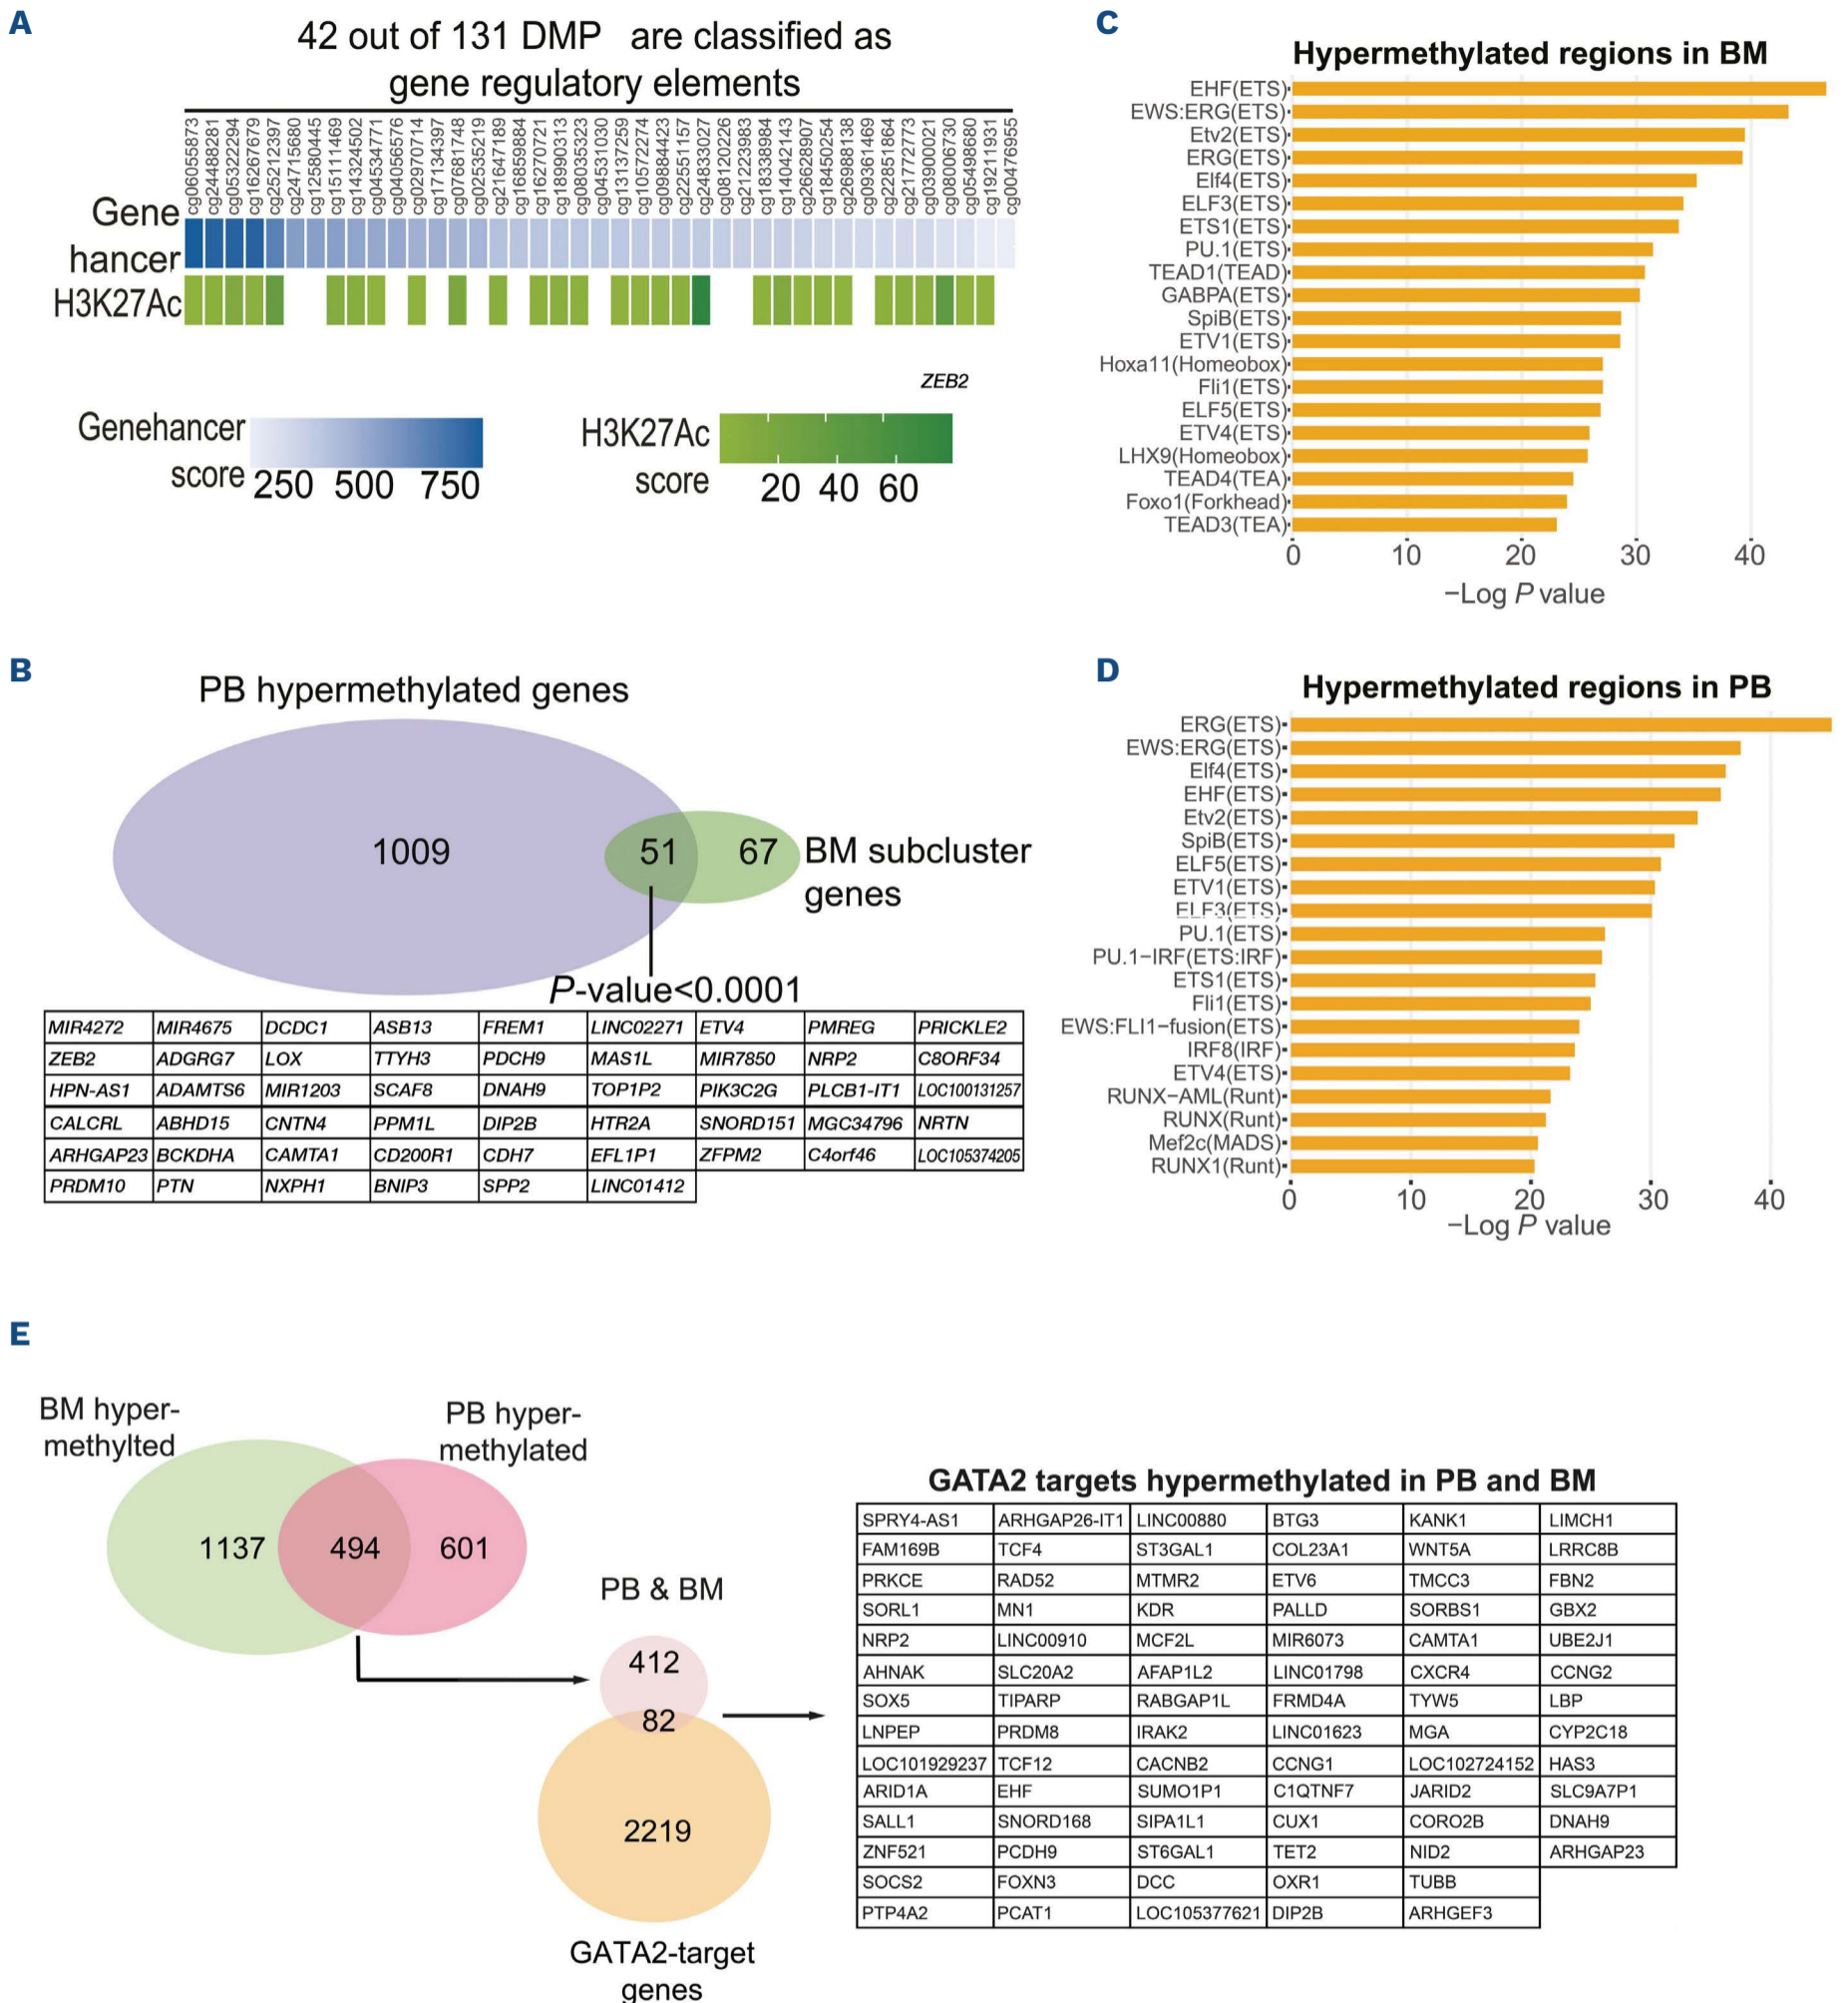 A
42 out of 131 DMP are classified as
gene regulatory elements
cg06055873
cg24488281
cg05322294
cg16267679
cg25212397
cg24715680
cg12580445
cg15111469
cg14324502
cg04534771
cg04056576
cg02970714
cg17134397
cg07681748
cg02535219
cg21647189
cg16859884
cg16270721
cg18990313
cg08035323
cg04531030
cg13137259
cg10572274
cg09884423
cg22551157
cg24833027
cg08120226
cg21223983
cg18338984
cg14042143
cg26628907
cg18450254
cg26988138
cg09361469
cg22851864
cg21772773
cg03900021
cg08006730
cg05498680
cg19211931
cg00476955
Gene
hancer
H3K27Ac
ZEB2
Genehancer
score
250 500 750
H3K27Ac
score
20 40 60
B
PB hypermethylated genes
1009 51 67
BM subcluster
genes
P-value<0.0001
MIR4272 MIR4675 DCDC1 ASB13 FREM1 LINC02271 ETV4 PMREG PRICKLE2
ZEB2 ADGRG7 LOX TTYH3 PDCH9 MAS1L MIR7850 NRP2 C8ORF34
HPN-AS1 ADAMTS6 MIR1203 SCAF8 DNAH9 TOP1P2 PIK3C2G PLCB1-IT1 LOC100131257
CALCRL ABHD15 CNTN4 PPM1L DIP2B HTR2A SNORD151 MGC34796 NRTN
ARHGAP23 BCKDHA CAMTA1 CD200R1 CDH7 EFL1P1 ZFPM2 C4orf46 LOC105374205
PRDM10 PTN NXPH1 BNIP3 SPP2 LINC01412
C
Hypermethylated regions in BM
EHF(ETS)
EWS:ERG(ETS)
Etv2(ETS)
ERG(ETS)
Elf4(ETS)
ELF3(ETS)
ETS1(ETS)
PU.1(ETS)
TEAD1(TEAD)
GABPA(ETS)
SpiB(ETS)
ETV1(ETS)
Hoxa11(Homeobox)
Fli1(ETS)
ELF5(ETS)
ETV4(ETS)
LHX9(Homeobox)
TEAD4(TEA)
Foxo1(Forkhead)
TEAD3(TEA)
0 10 20 30 40
−Log P value
D
Hypermethylated regions in PB
ERG(ETS)
EWS:ERG(ETS)
Elf4(ETS)
EHF(ETS)
Etv2(ETS)
SpiB(ETS)
ELF5(ETS)
ETV1(ETS)
ELF3(ETS)
PU.1(ETS)
PU.1−IRF(ETS:IRF)
ETS1(ETS)
Fli1(ETS)
EWS:FLI1−fusion(ETS)
IRF8(IRF)
ETV4(ETS)
RUNX−AML(Runt)
RUNX(Runt)
Mef2c(MADS)
RUNX1(Runt)
0 10 20 30 40
−Log P value
E
BM hyper-
methylted
PB hyper-
methylated
1137 494 601
PB & BM
412
82
2219
GATA2-target
genes
GATA2 targets hypermethylated in PB and BM
SPRY4-AS1 ARHGAP26-IT1 LINC00880 BTG3 KANK1 LIMCH1
FAM169B TCF4 ST3GAL1 COL23A1 WNT5A LRRC8B
PRKCE RAD52 MTMR2 ETV6 TMCC3 FBN2
SORL1 MN1 KDR PALLD SORBS1 GBX2
NRP2 LINC00910 MCF2L MIR6073 CAMTA1 UBE2J1
AHNAK SLC20A2 AFAP1L2 LINC01798 CXCR4 CCNG2
SOX5 TIPARP RABGAP1L FRMD4A TYW5 LBP
LNPEP PRDM8 IRAK2 LINC01623 MGA CYP2C18
LOC101929237 TCF12 CACNB2 CCNG1 LOC102724152 HAS3
ARID1A EHF SUMO1P1 C1QTNF7 JARID2 SLC9A7P1
SALL1 SNORD168 SIPA1L1 CUX1 CORO2B DNAH9
ZNF521 PCDH9 ST6GAL1 TET2 NID2 ARHGAP23
SOCS2 FOXN3 DCC OXR1 TUBB
PTP4A2 PCAT1 LOC105377621 DIP2B ARHGEF3